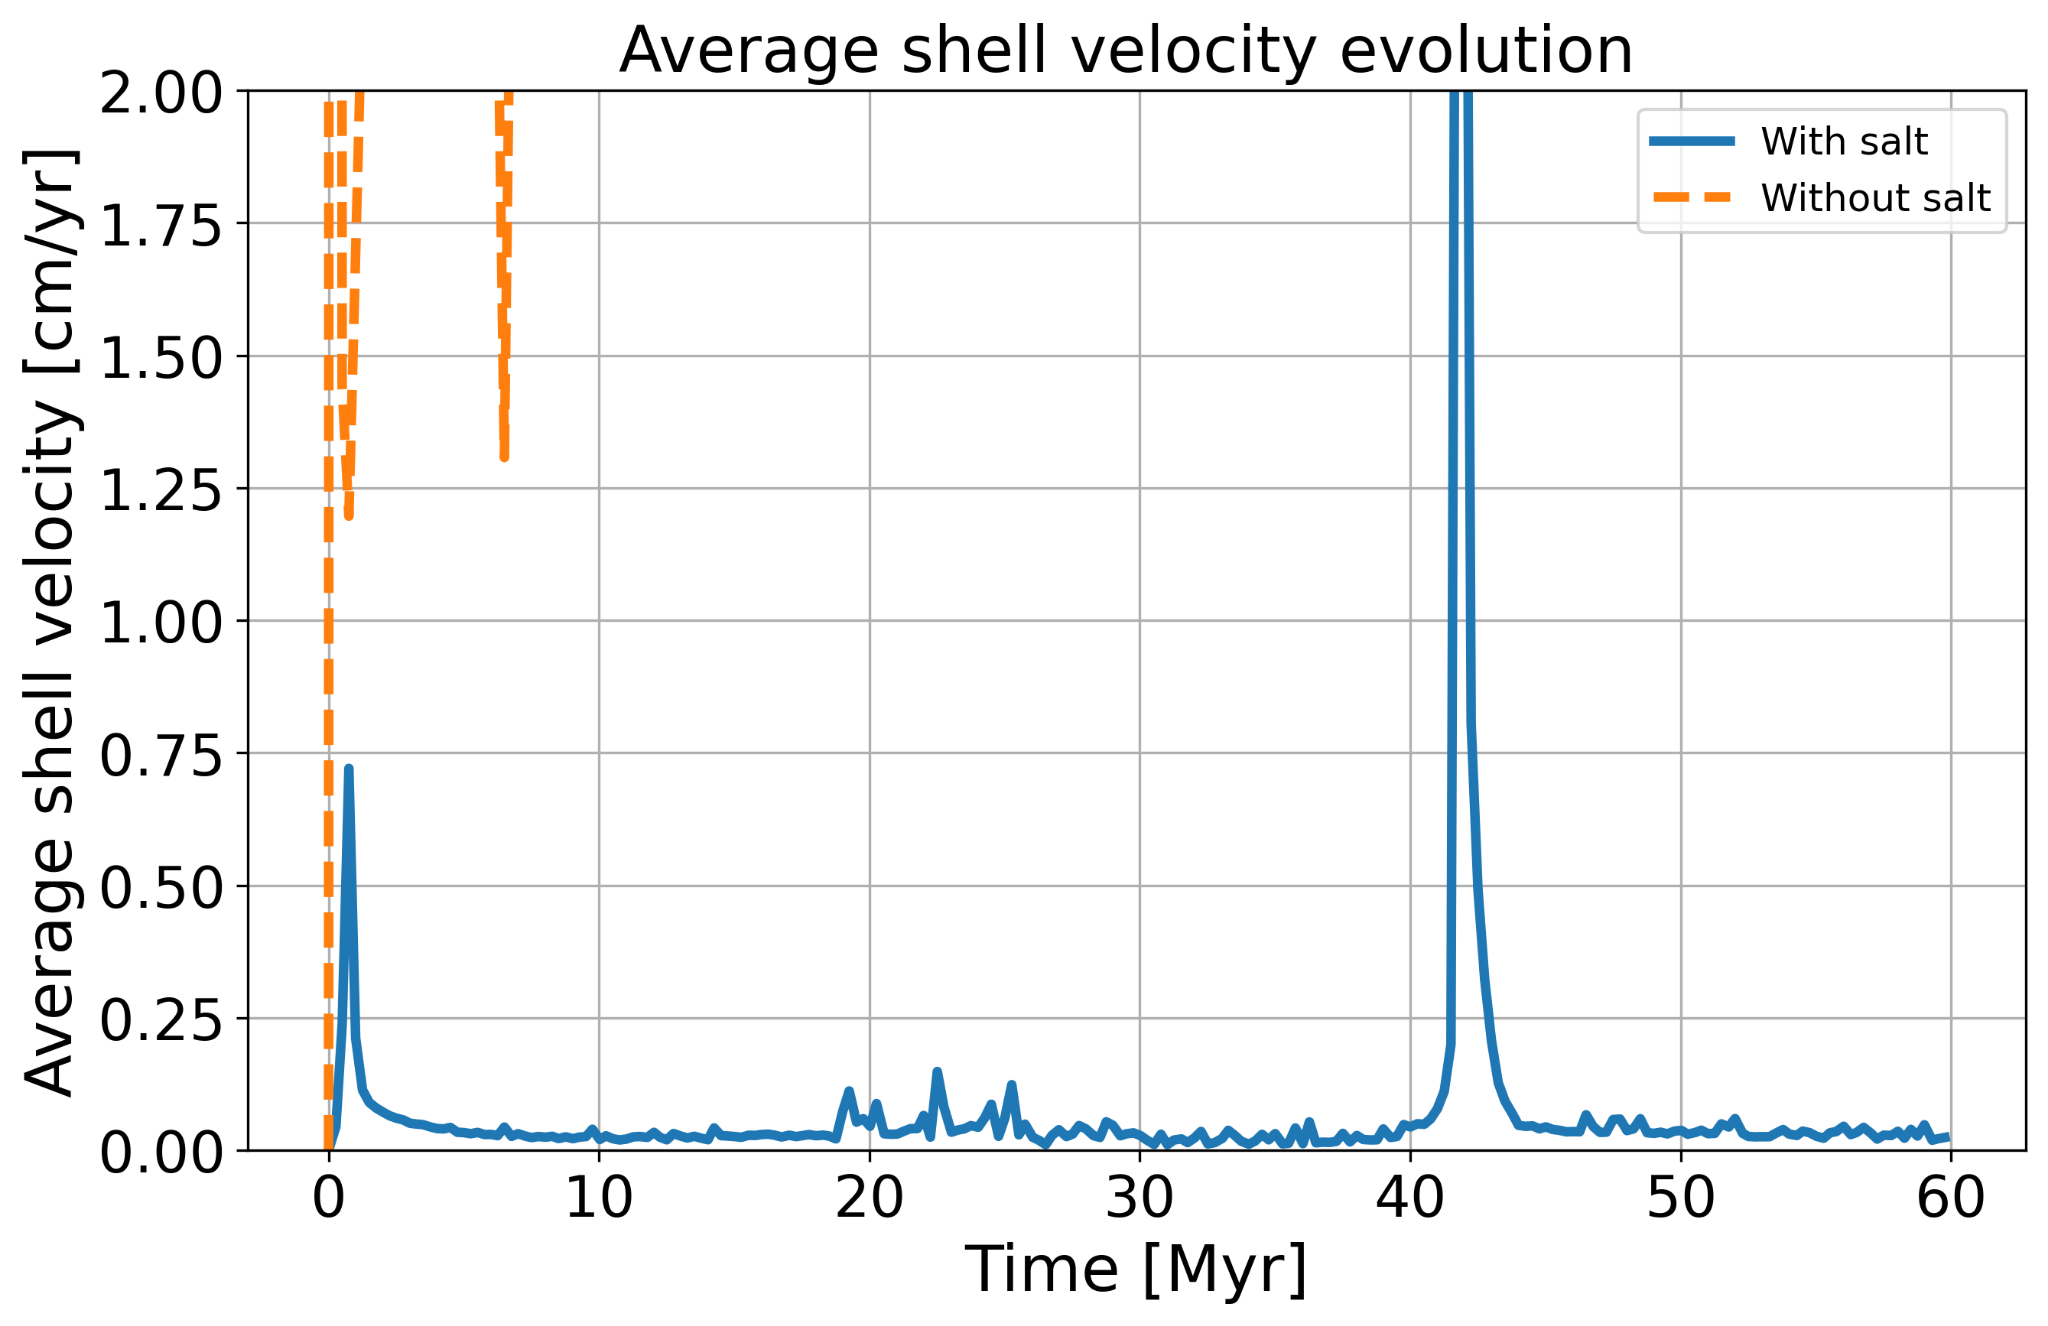 Average shell velocity evolution
Average shell velocity [cm/yr]
2.00
1.75
1.50
1.25
1.00
0.75
0.50
0.25
0.00
With salt
Without salt
0 10 20 30 40 50 60
Time [Myr]